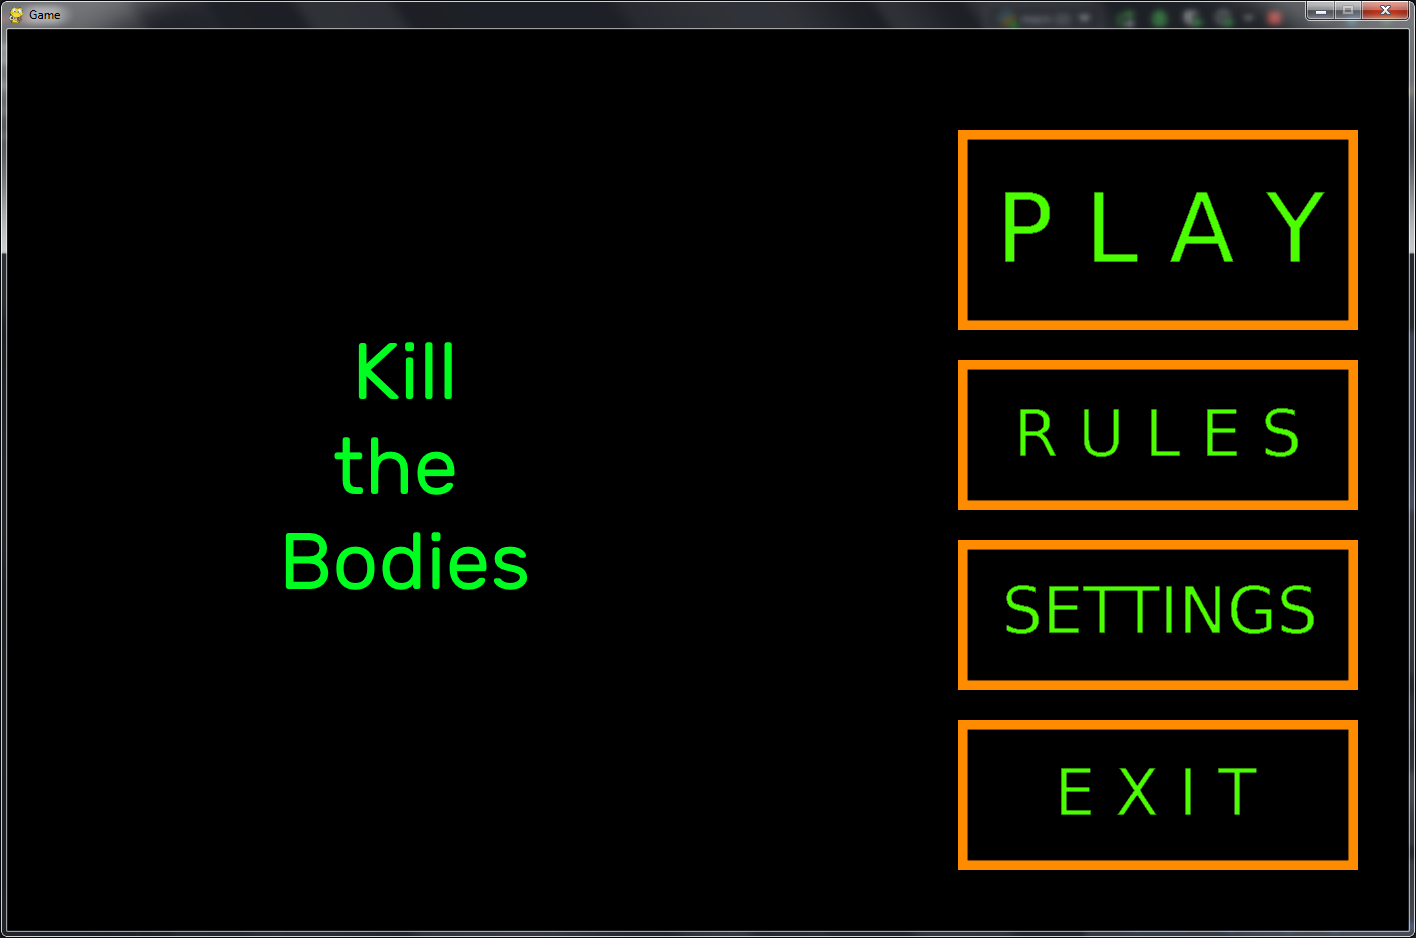 Game
Kill
the
Bodies
P L A Y
R U L E S
SETTINGS
E X I T